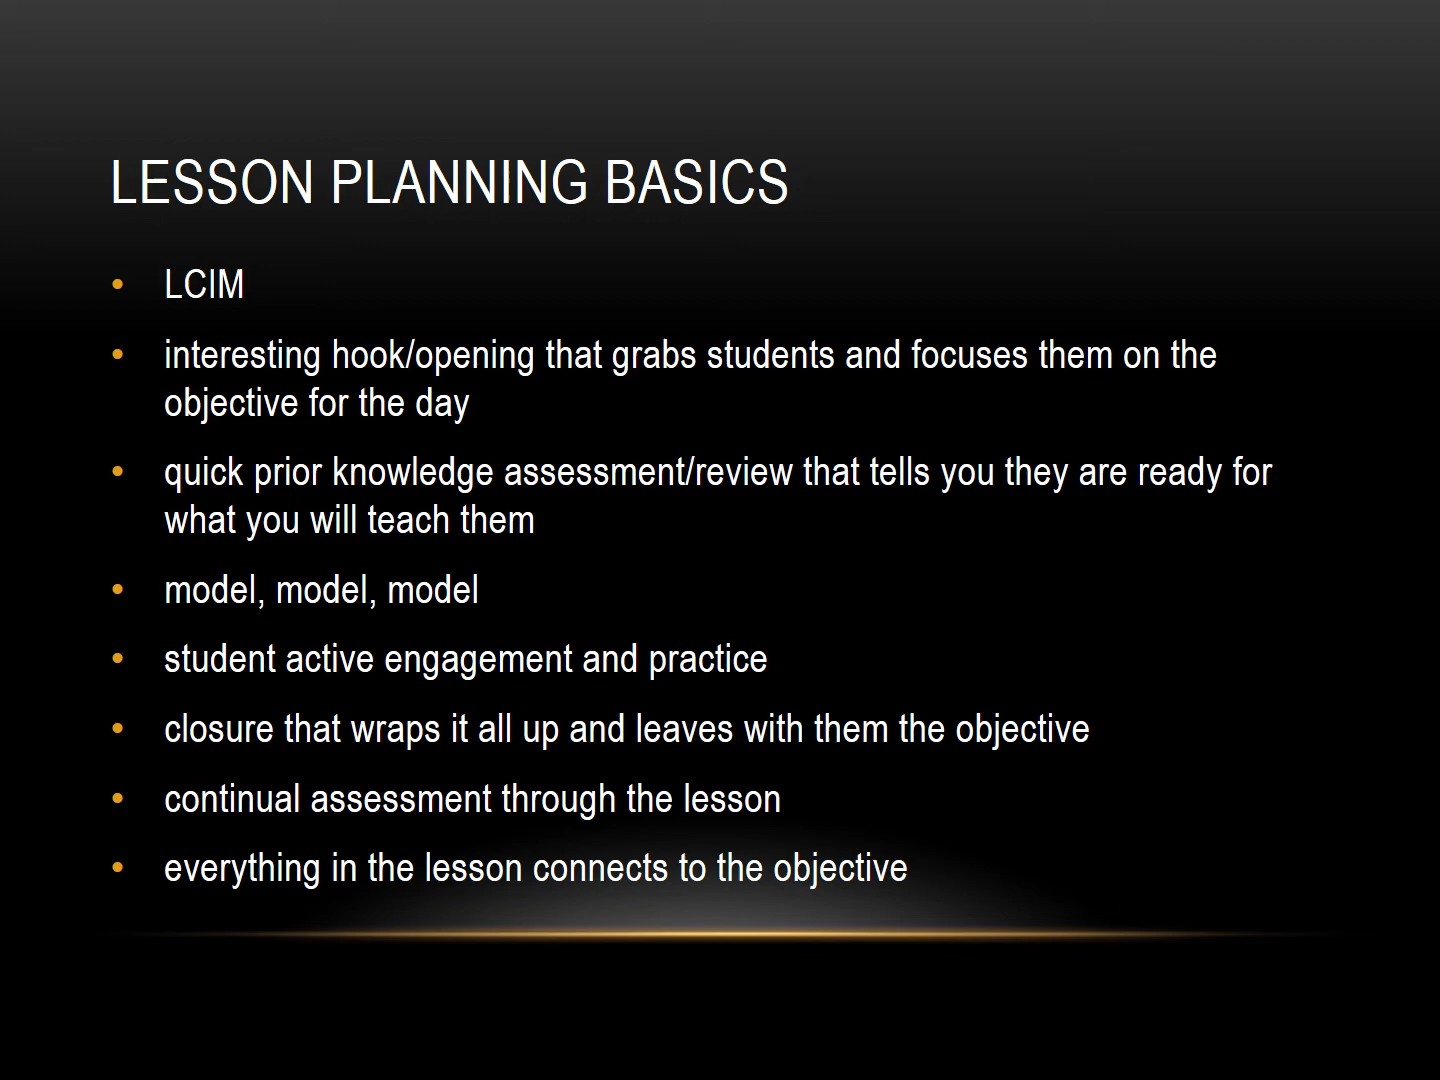 LESSON PLANNING BASICS
• LCIM
• interesting hook/opening that grabs students and focuses them on the
objective for the day
• quick prior knowledge assessment/review that tells you they are ready for
what you will teach them
• model, model, model
• student active engagement and practice
• closure that wraps it all up and leaves with them the objective
• continual assessment through the lesson
• everything in the lesson connects to the objective